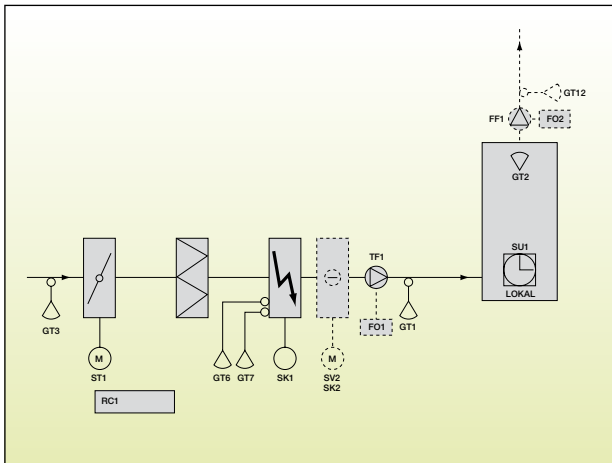 GT12
FF1
FO2
GT2
SU1
LOKAL
TF1
FO1
GT1
GT3
M
ST1
GT6
GT7
SK1
M
SV2
SK2
RC1